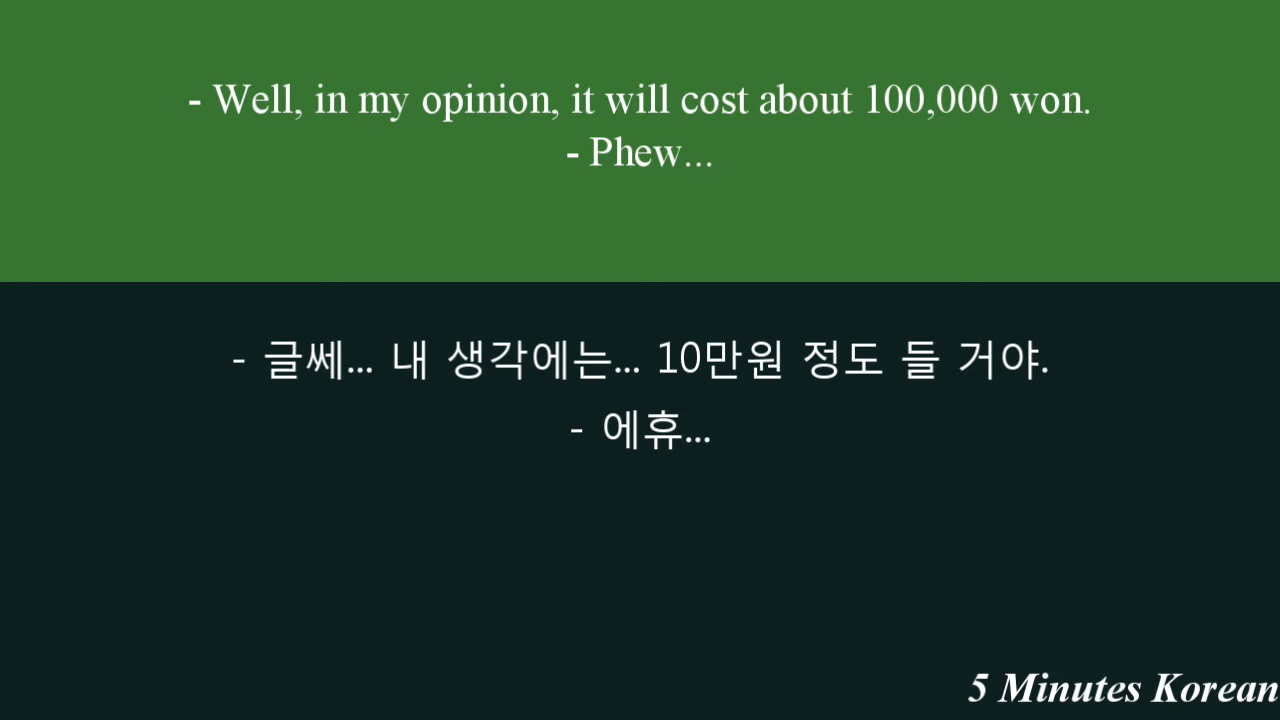 - Well, in my opinion, it will cost about 100,000 won.
- Phew...
- 글쎄... 내 생각에는... 10만원 정도 들 거야.
- 에휴...
5 Minutes Korean